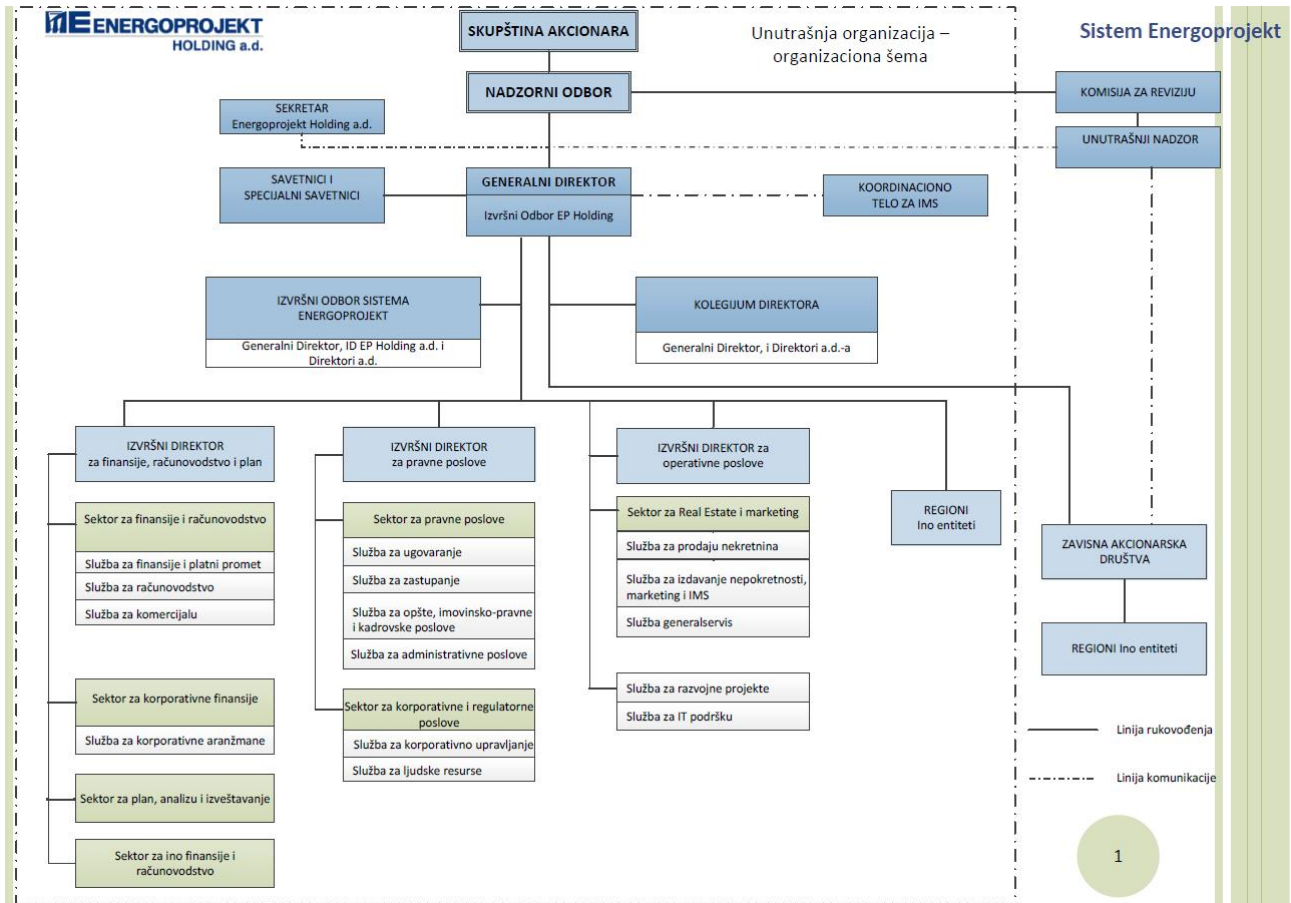 ENERGOPROJEKT
HOLDING a.d.
SKUPŠTINA AKCIONARA
Unutrašnja organizacija –
organizaciona šema
Sistem Energoprojekt
NADZORNI ODBOR
KOMISIJA ZA REVIZIJU
SEKRETAR
Energoprojekt Holding a.d.
UNUTRAŠNJI NADZOR
SAVETNICI I
SPECIJALNI SAVETNICI
GENERALNI DIREKTOR
Izvršni Odbor EP Holding
KOORDINACIONO
TELO ZA IMS
IZVRŠNI ODBOR SISTEMA
ENERGOPROJEKT
Generalni Direktor, ID EP Holding a.d. i
Direktori a.d.
KOLEGIJUM DIREKTORA
Generalni Direktor, i Direktori a.d.-a
IZVRŠNI DIREKTOR
za finansije, računovodstvo i plan
Sektor za finansije i računovodstvo
Služba za finansije i platni promet
Služba za računovodstvo
Služba za komercijalu
Sektor za korporativne finansije
Služba za korporativne aranžmane
Sektor za plan, analizu i izveštavanje
Sektor za ino finansije i
računovodstvo
IZVRŠNI DIREKTOR
za pravne poslove
Sektor za pravne poslove
Služba za ugovaranje
Služba za zastupanje
Služba za opšte, imovinsko-pravne
i kadrovske poslove
Služba za administrativne poslove
Sektor za korporativne i regulatorne
poslove
Služba za korporativno upravljanje
Služba za ljudske resurse
IZVRŠNI DIREKTOR za
operativne poslove
Sektor za Real Estate i marketing
Služba za prodaju nekretnina
Služba za izdavanje nepokretnosti,
marketing i IMS
Služba generalservis
Služba za razvojne projekte
Služba za IT podršku
REGIONI
Ino entiteti
ZAVISNA AKCIONARSKA
DRUŠTVA
REGIONI Ino entiteti
Linija rukovođenja
Linija komunikacije
1